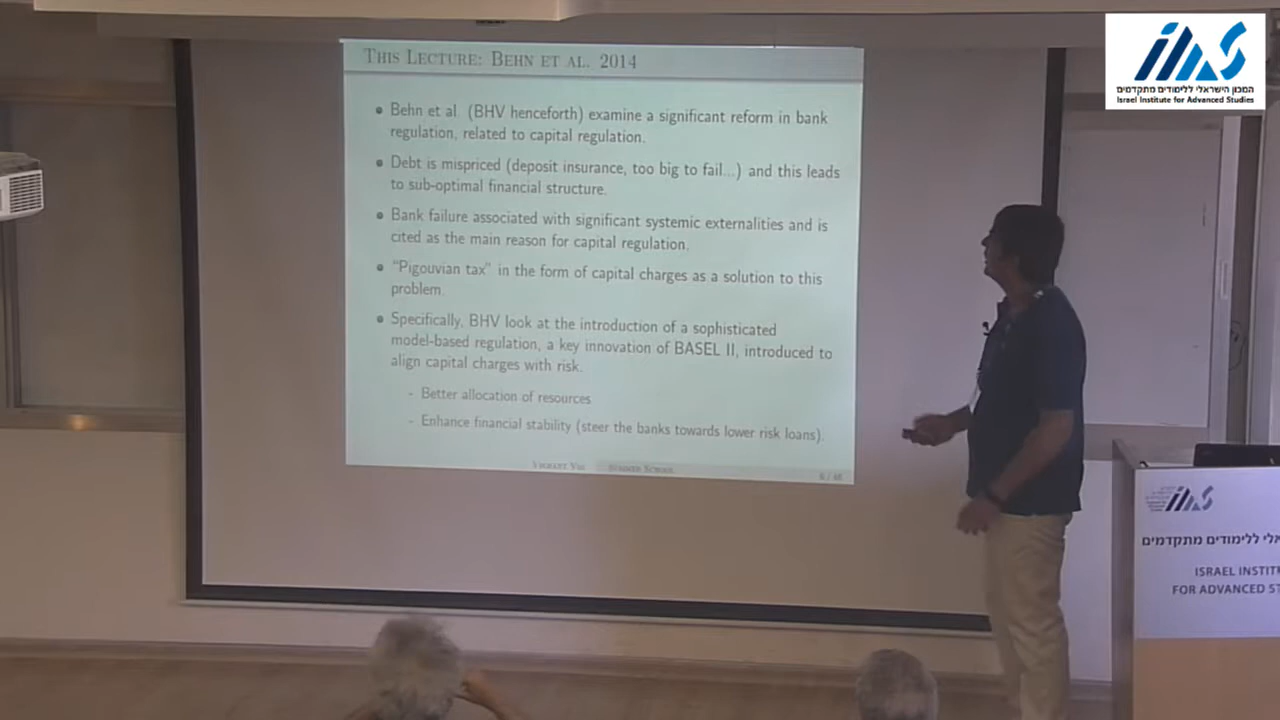 THIS LECTURE: BEHN ET AL. 2014
• Behn et al. (BHV henceforth) examine a significant reform in bank
regulation, related to capital regulation.
• Debt is mispriced (deposit insurance, too big to fail...) and this leads
to sub-optimal financial structure.
• Bank failure associated with significant systemic externalities and is
cited as the main reason for capital regulation.
• "Pigouvian tax" in the form of capital charges as a solution to this
problem.
• Specifically, BHV look at the introduction of a sophisticated
model-based regulation, a key innovation of BASEL II, introduced to
align capital charges with risk.
- Better allocation of resources
- Enhance financial stability (steer the banks towards lower risk loans).
Vikrant Vig
Summer School
המכון הישראלי ללימודים מתקדמים
Israel Institute for Advanced Studies
אלי ללימודים מתקדמים
ISRAEL INSTIT
FOR ADVANCED ST